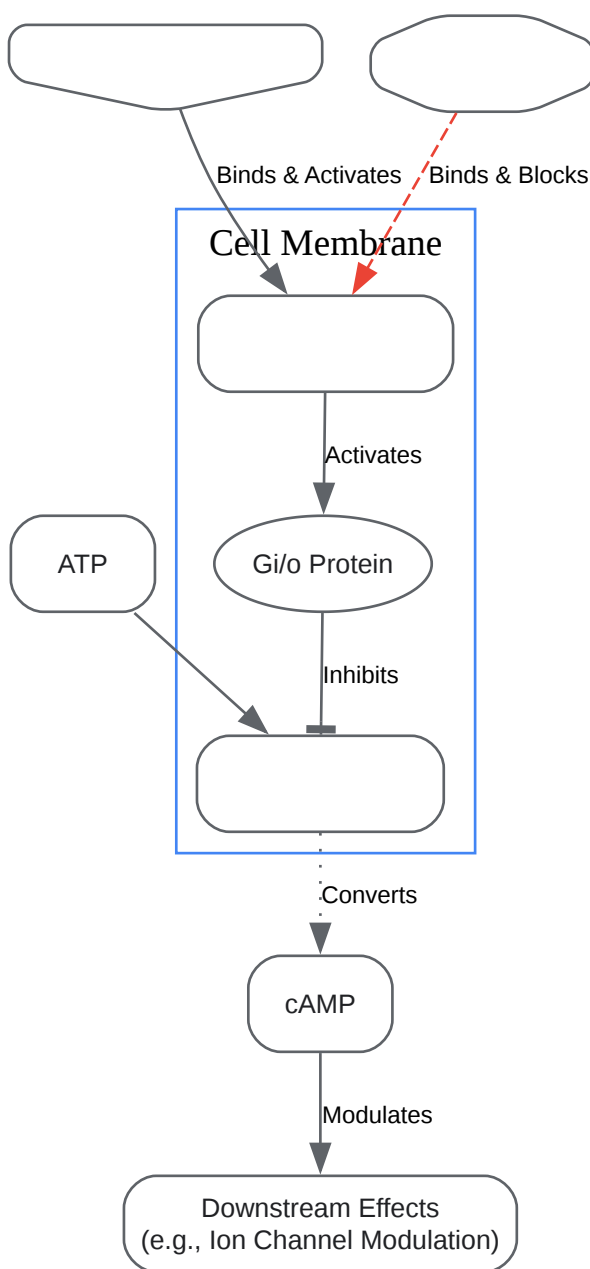 Binds & Activates
Binds & Blocks
Cell Membrane
Activates
ATP
Gi/o Protein
Inhibits
Converts
cAMP
Modulates
Downstream Effects
(e.g., Ion Channel Modulation)